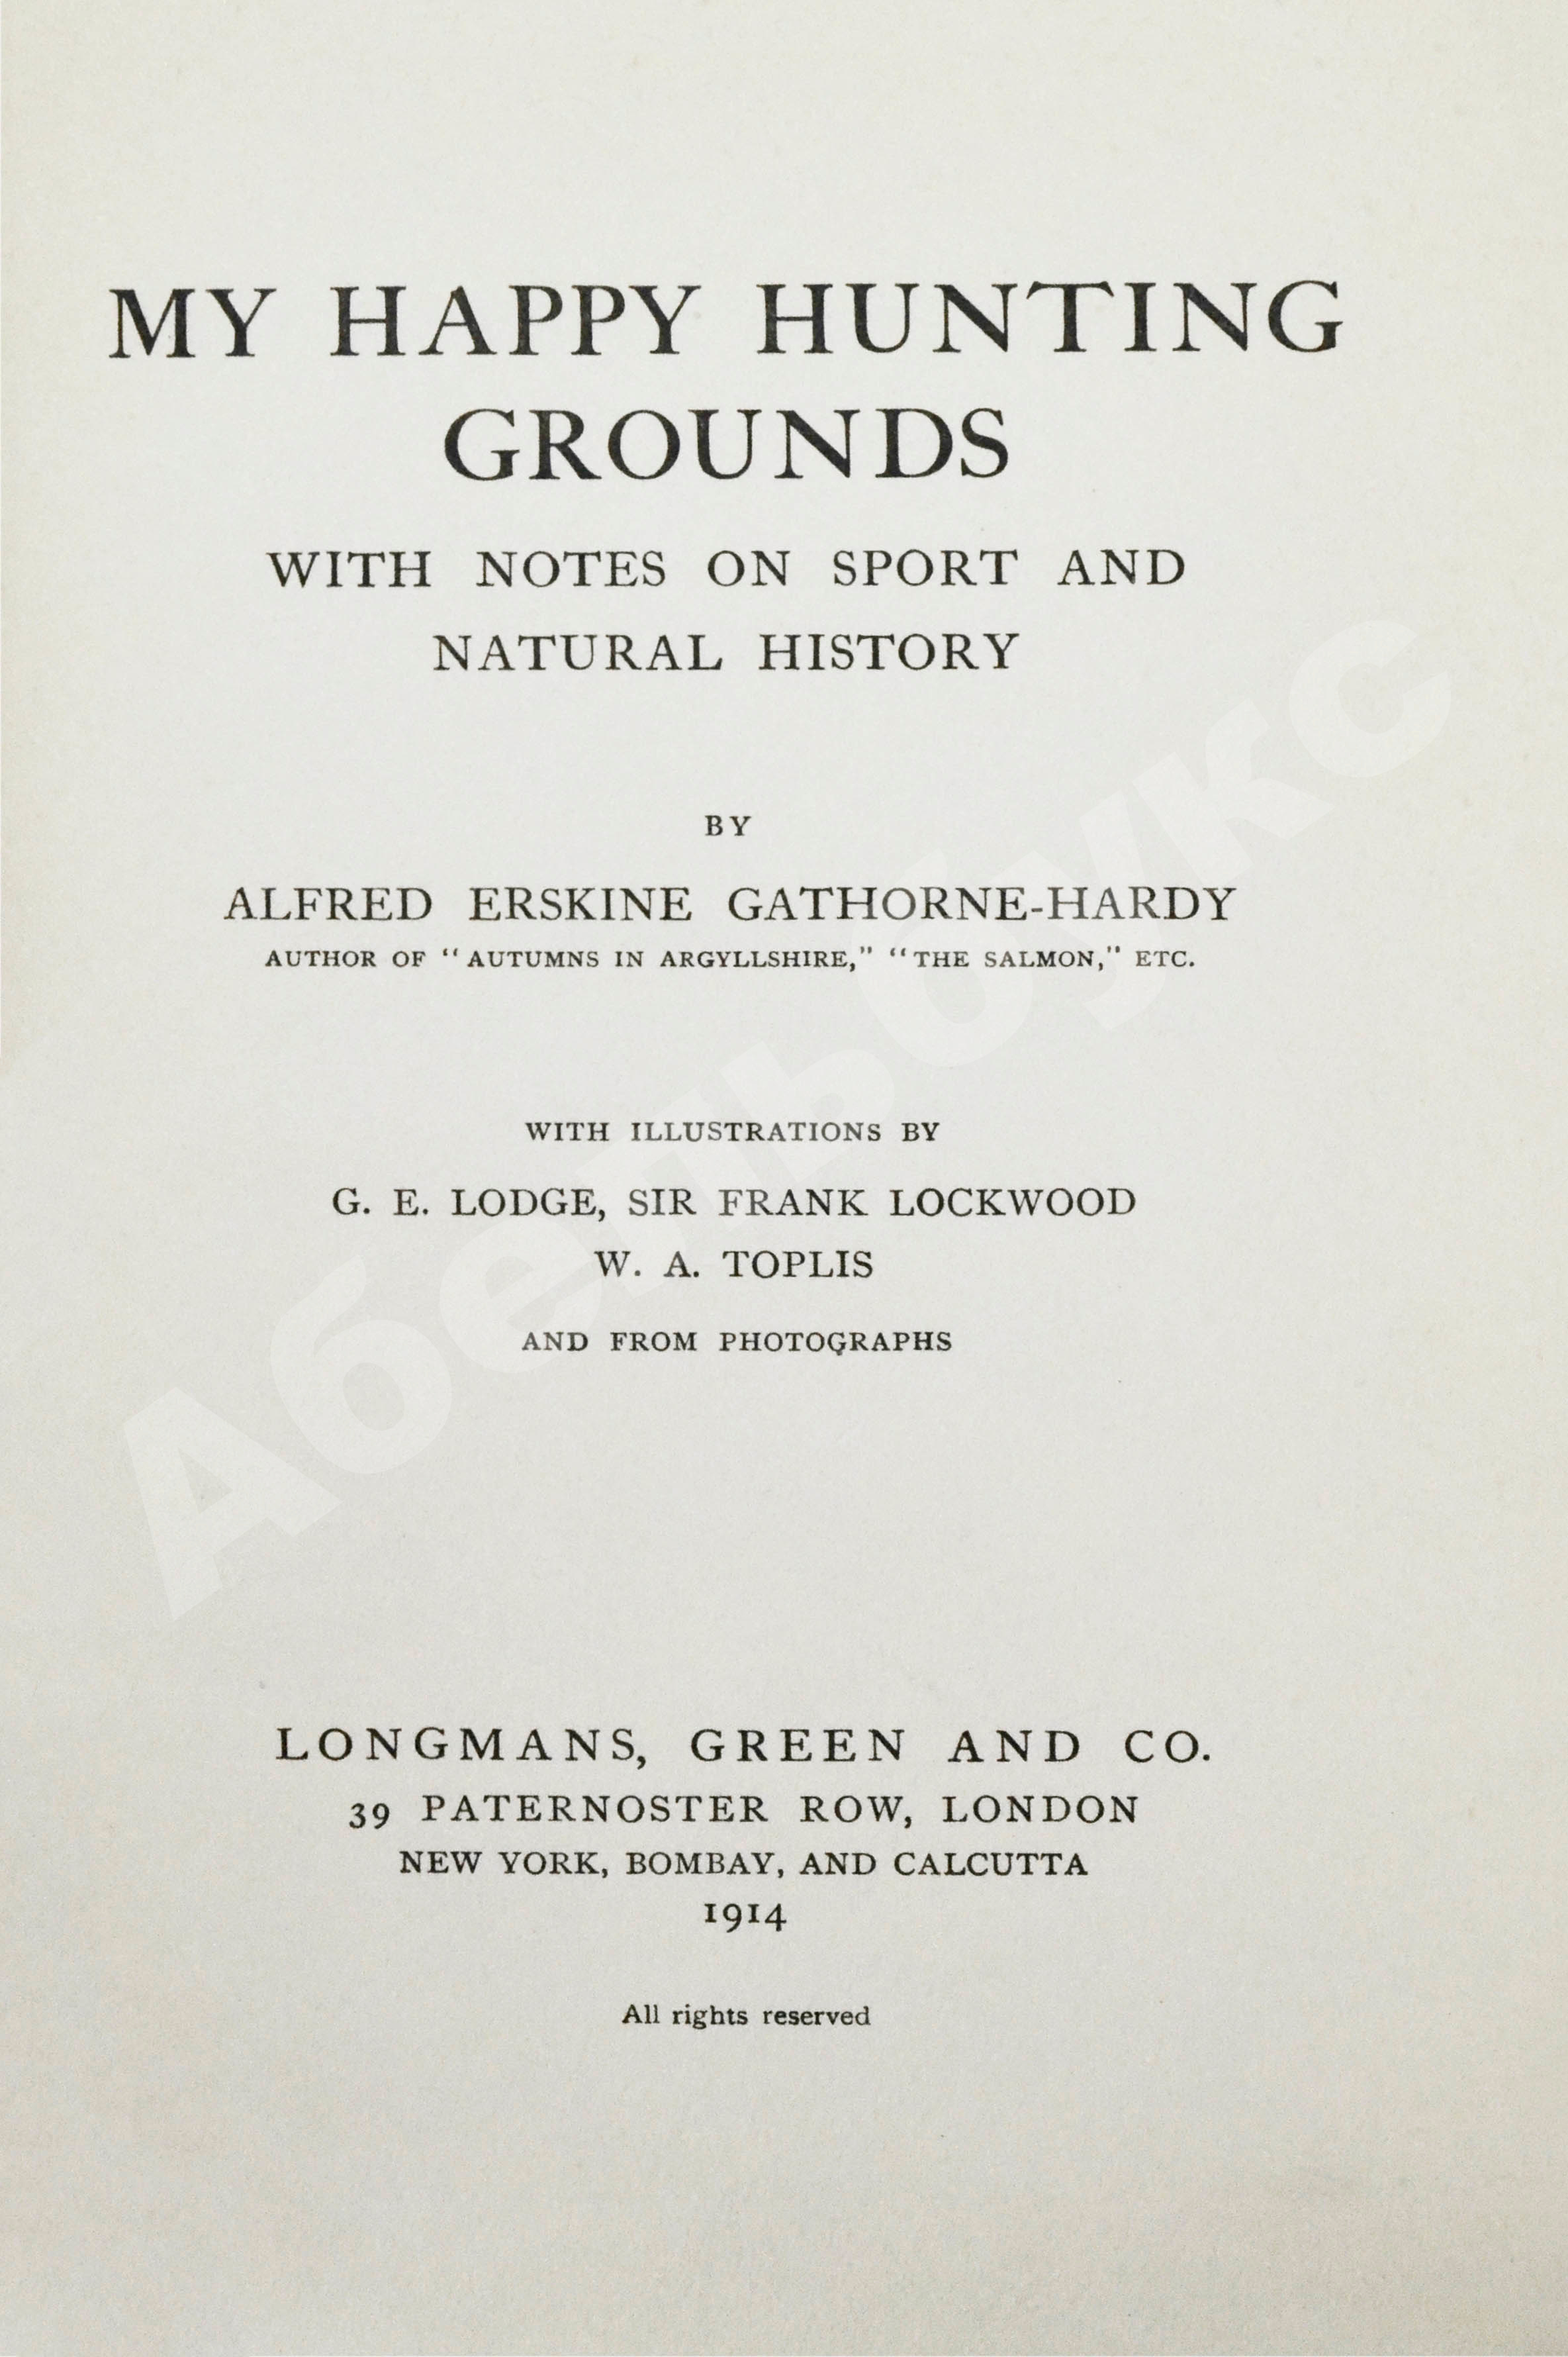 MY HAPPY HUNTING
GROUNDS
WITH NOTES ON SPORT AND
NATURAL HISTORY
BY
ALFRED ERSKINE GATHORNE-HARDY
AUTHOR OF "AUTUMNS IN ARGYLLSHIRE," "THE SALMON," ETC.
WITH ILLUSTRATIONS BY
G. E. LODGE, SIR FRANK LOCKWOOD
W. A. TOPLIS
AND FROM PHOTOGRAPHS
LONGMANS, GREEN AND CO.
39 PATERNOSTER ROW, LONDON
NEW YORK, BOMBAY, AND CALCUTTA
1914
All rights reserved
Абельбукс